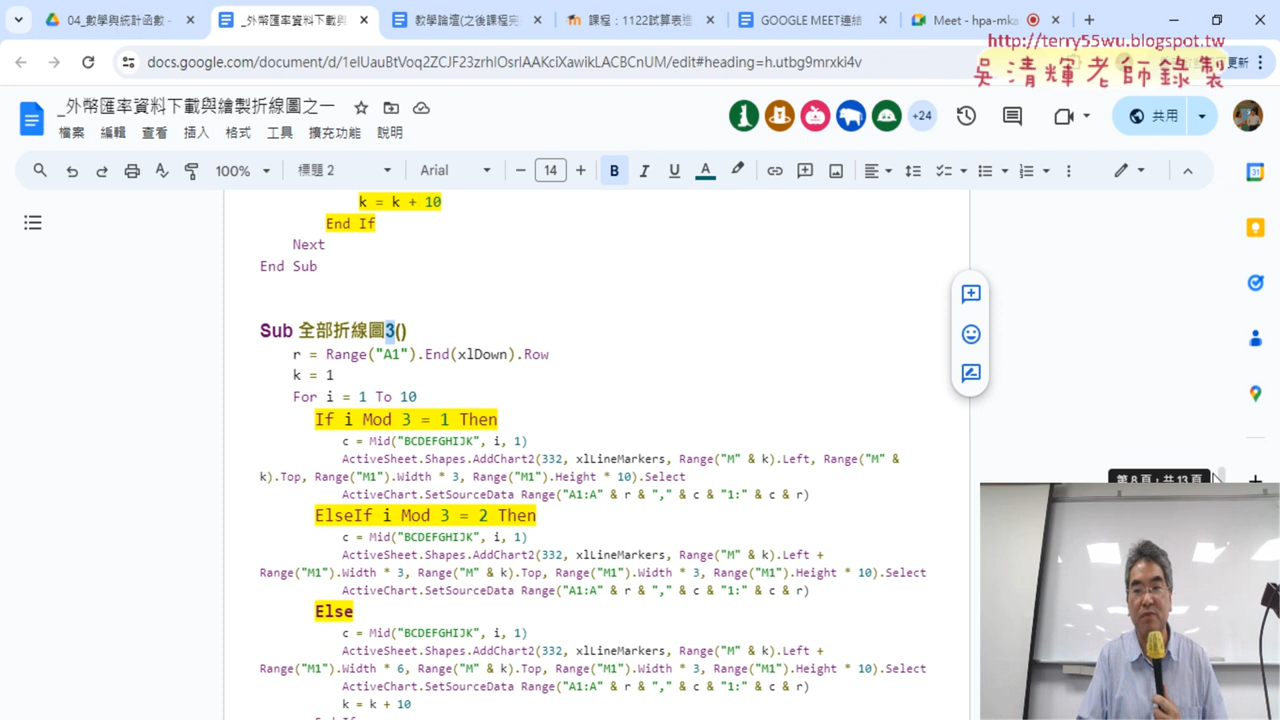 04_數學與統計函數 -
_外幣匯率資料下載與
教學論壇(之後課程完
課程：1122試算表進
GOOGLE MEET連結
Meet - hpa-mka
http://terry55wu.blogspot.tw
docs.google.com/document/d/1eIU
更新
吳清輝老師錄製
_外幣匯率資料下載與繪製折線圖之一
檔案 編輯 查看 插入 格式 工具 擴充功能 說明
+24
共用
100%
標題 2
Arial
14
B I U A
k = k + 10
End If
Next
End Sub
Sub 全部折線圖3()
r = Range("A1").End(xlDown).Row
k = 1
For i = 1 To 10
If i Mod 3 = 1 Then
c = Mid("BCDEFGHIJK", i, 1)
ActiveSheet.Shapes.AddChart2(332, xlLineMarkers, Range("M" & k).Left, Range("M" &
k).Top, Range("M1").Width * 3, Range("M1").Height * 10).Select
ActiveChart.SetSourceData Range("A1:A" & r & "," & c & "1:" & c & r)
ElseIf i Mod 3 = 2 Then
c = Mid("BCDEFGHIJK", i, 1)
ActiveSheet.Shapes.AddChart2(332, xlLineMarkers, Range("M" & k).Left +
Range("M1").Width * 3, Range("M" & k).Top, Range("M1").Width * 3, Range("M1").Height * 10).Select
ActiveChart.SetSourceData Range("A1:A" & r & "," & c & "1:" & c & r)
Else
c = Mid("BCDEFGHIJK", i, 1)
ActiveSheet.Shapes.AddChart2(332, xlLineMarkers, Range("M" & k).Left +
Range("M1").Width * 6, Range("M" & k).Top, Range("M1").Width * 3, Range("M1").Height * 10).Select
ActiveChart.SetSourceData Range("A1:A" & r & "," & c & "1:" & c & r)
k = k + 10
End If
第 8 頁，共 13 頁
31